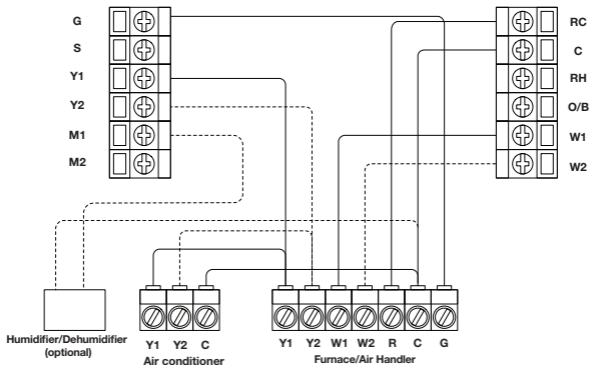 G
S
Y1
Y2
M1
M2
RC
C
RH
O/B
W1
W2
Humidifier/Dehumidifier
(optional)
Y1 Y2 C
Air conditioner
Y1 Y2 W1 W2 R C G
Furnace/Air Handler